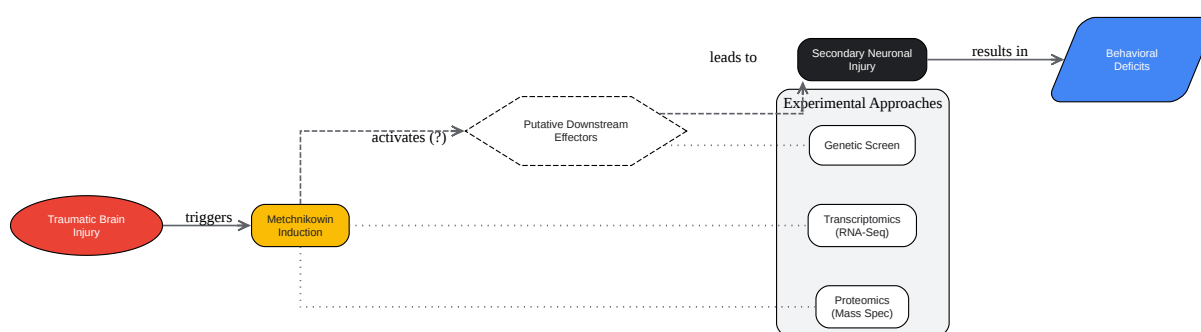 leads to
Secondary Neuronal
Injury
results in
Behavioral
Deficits
Experimental Approaches
Putative Downstream
Effectors
activates (?)
Genetic Screen
Traumatic Brain
Injury
triggers
Metchnikowin
Induction
Transcriptomics
(RNA-Seq)
Proteomics
(Mass Spec)